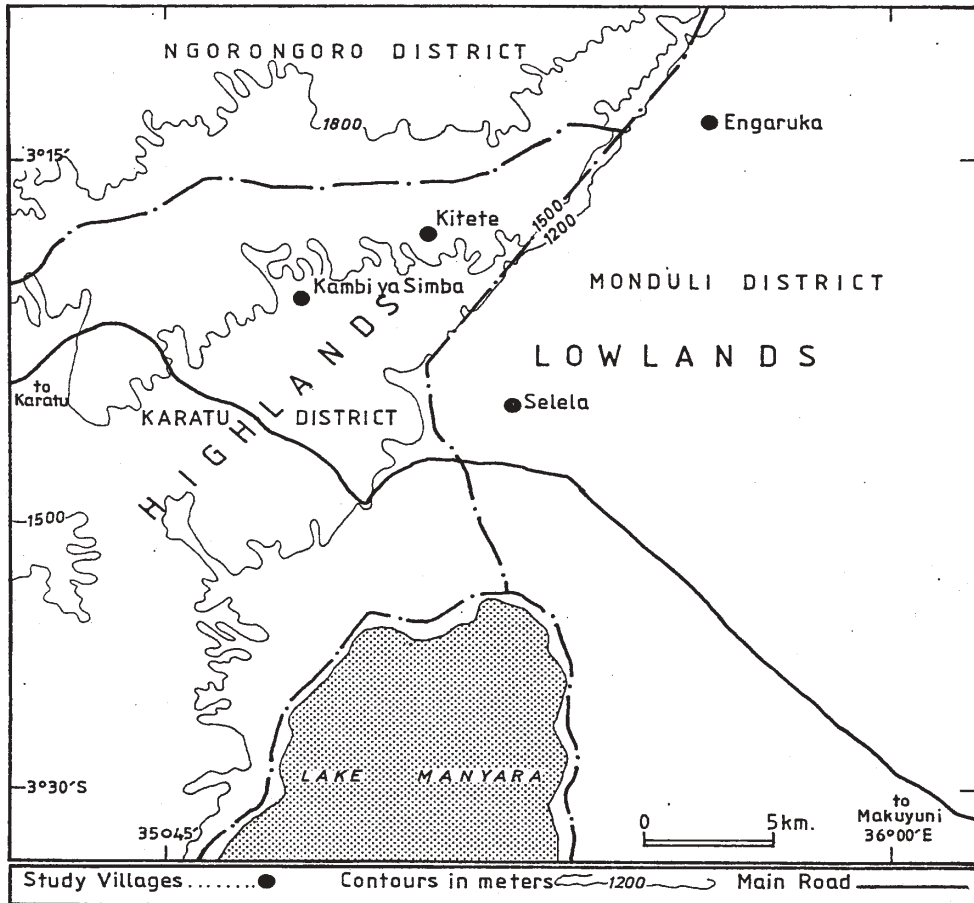 NGORONGORO DISTRICT
1800
Engaruka
3°15'
Kitete
1500
1200
Kambi ya Simba
MONDULI DISTRICT
LOWLANDS
to
Karatu
KARATU DISTRICT
HIGHLANDS
Selela
1500
LAKE MANYARA
3°30'S
35°45'
0 5km.
to
Makuyuni
36°00'E
Study Villages........● Contours in meters 1200 Main Road